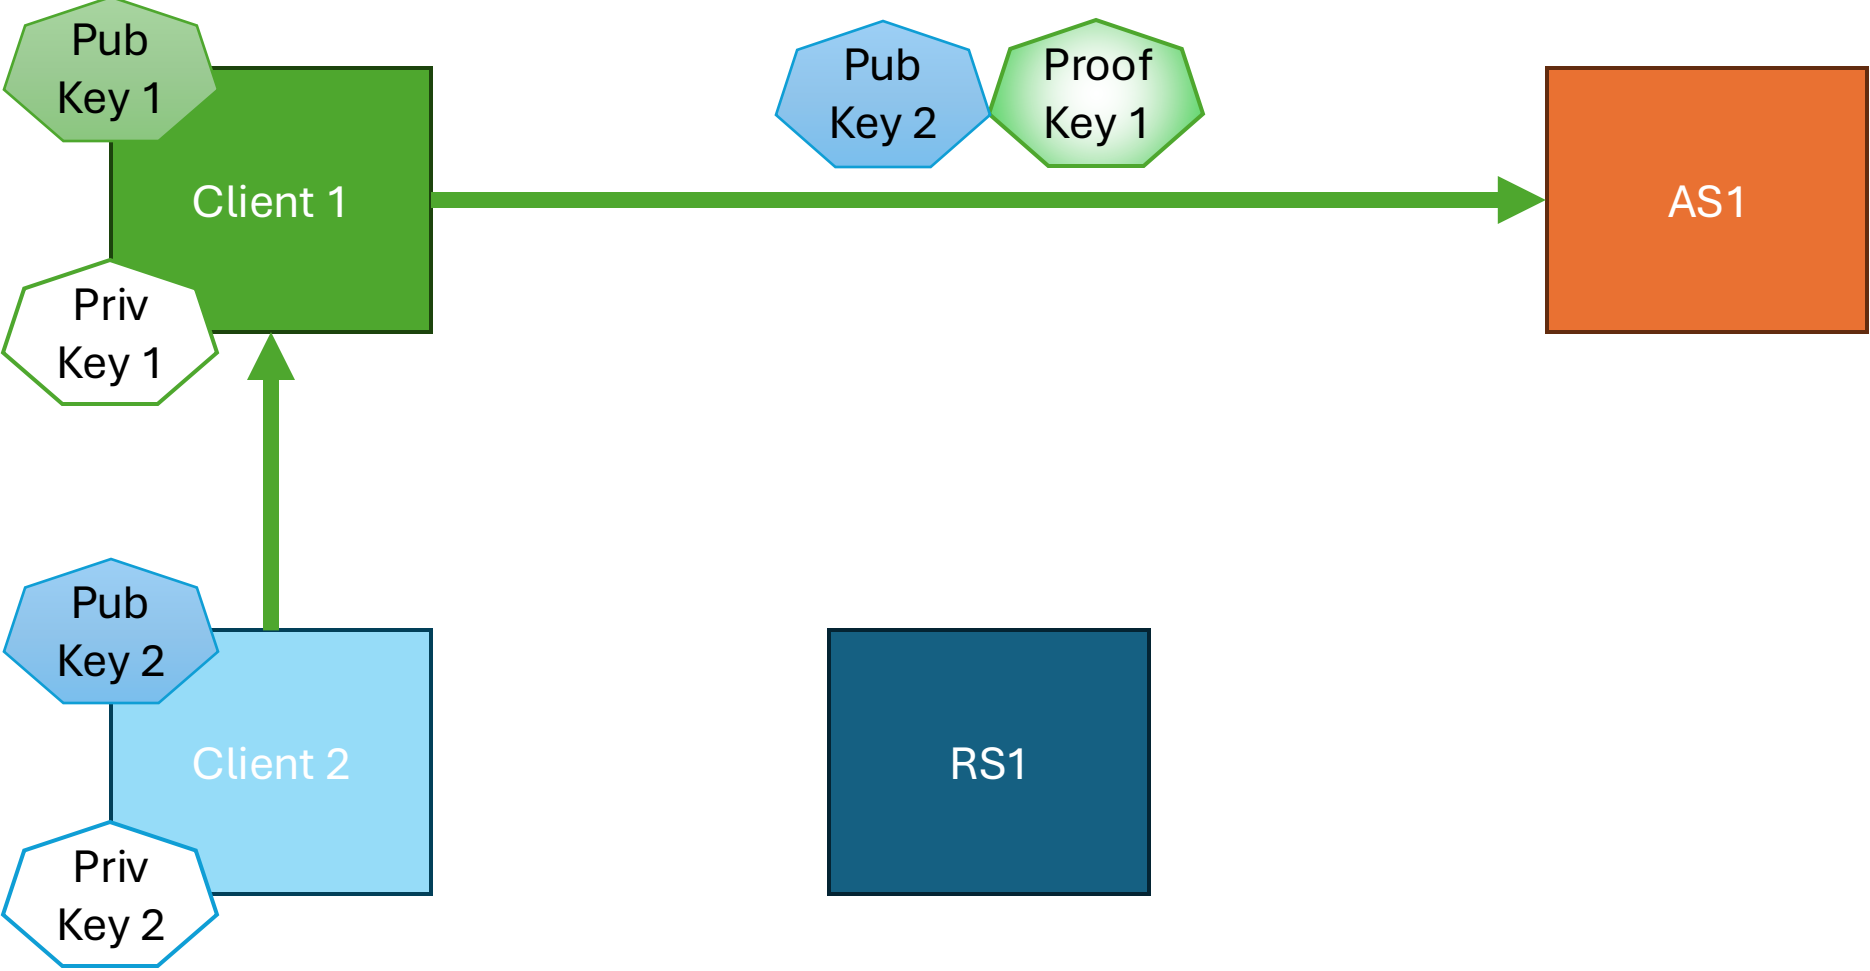 Pub
Key 1
Client 1
Priv
Key 1
Pub
Key 2
Proof
Key 1
AS1
Pub
Key 2
Client 2
Priv
Key 2
RS1